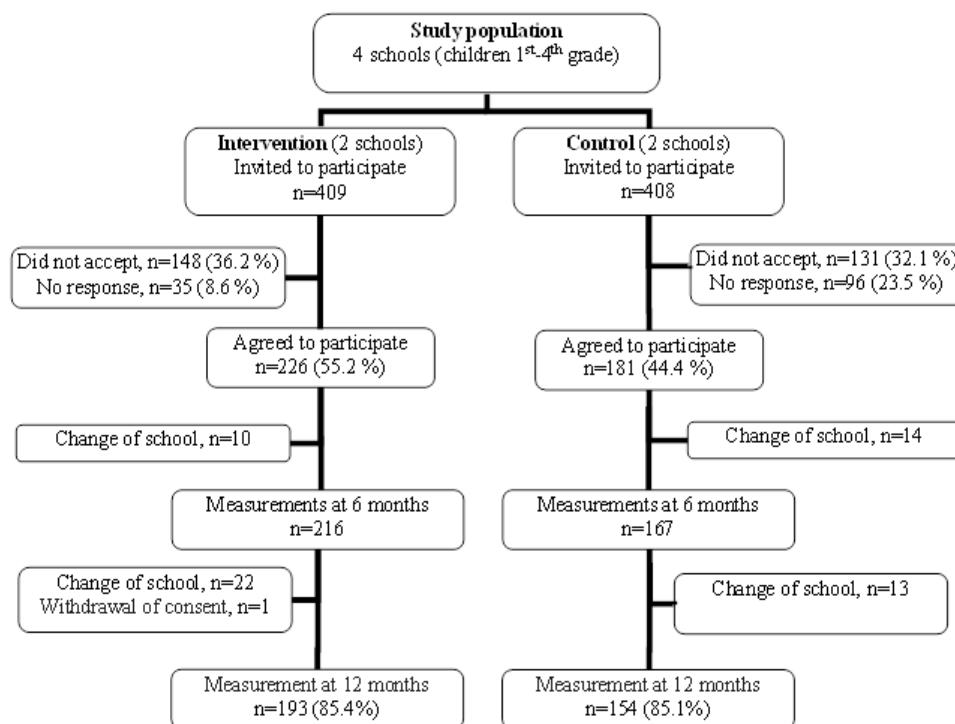 Study population
4 schools (children 1st-4th grade)
Intervention (2 schools)
Invited to participate
n=409
Control (2 schools)
Invited to participate
n=408
Did not accept, n=148 (36.2 %)
No response, n=35 (8.6 %)
Did not accept, n=131 (32.1 %)
No response, n=96 (23.5 %)
Agreed to participate
n=226 (55.2 %)
Agreed to participate
n=181 (44.4 %)
Change of school, n=10
Change of school, n=14
Measurements at 6 months
n=216
Measurements at 6 months
n=167
Change of school, n=22
Withdrawal of consent, n=1
Change of school, n=13
Measurement at 12 months
n=193 (85.4%)
Measurement at 12 months
n=154 (85.1%)